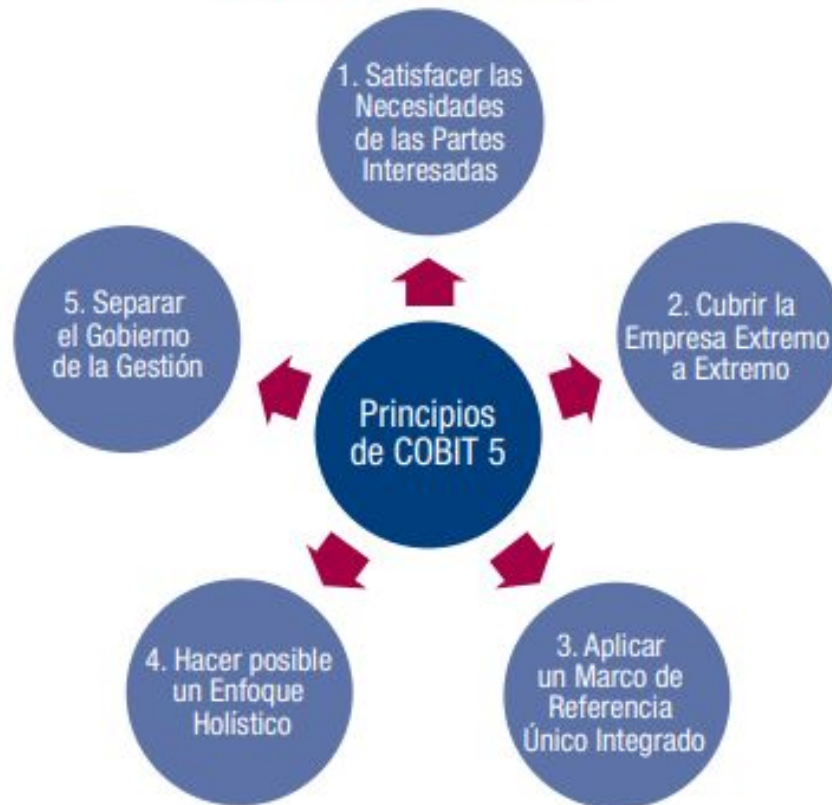 1. Satisfacer las
Necesidades
de las Partes
Interesadas
2. Cubrir la
Empresa Extremo
a Extremo
3. Aplicar
un Marco de
Referencia
Único Integrado
4. Hacer posible
un Enfoque
Holístico
5. Separar
el Gobierno
de la Gestión
Principios
de COBIT 5